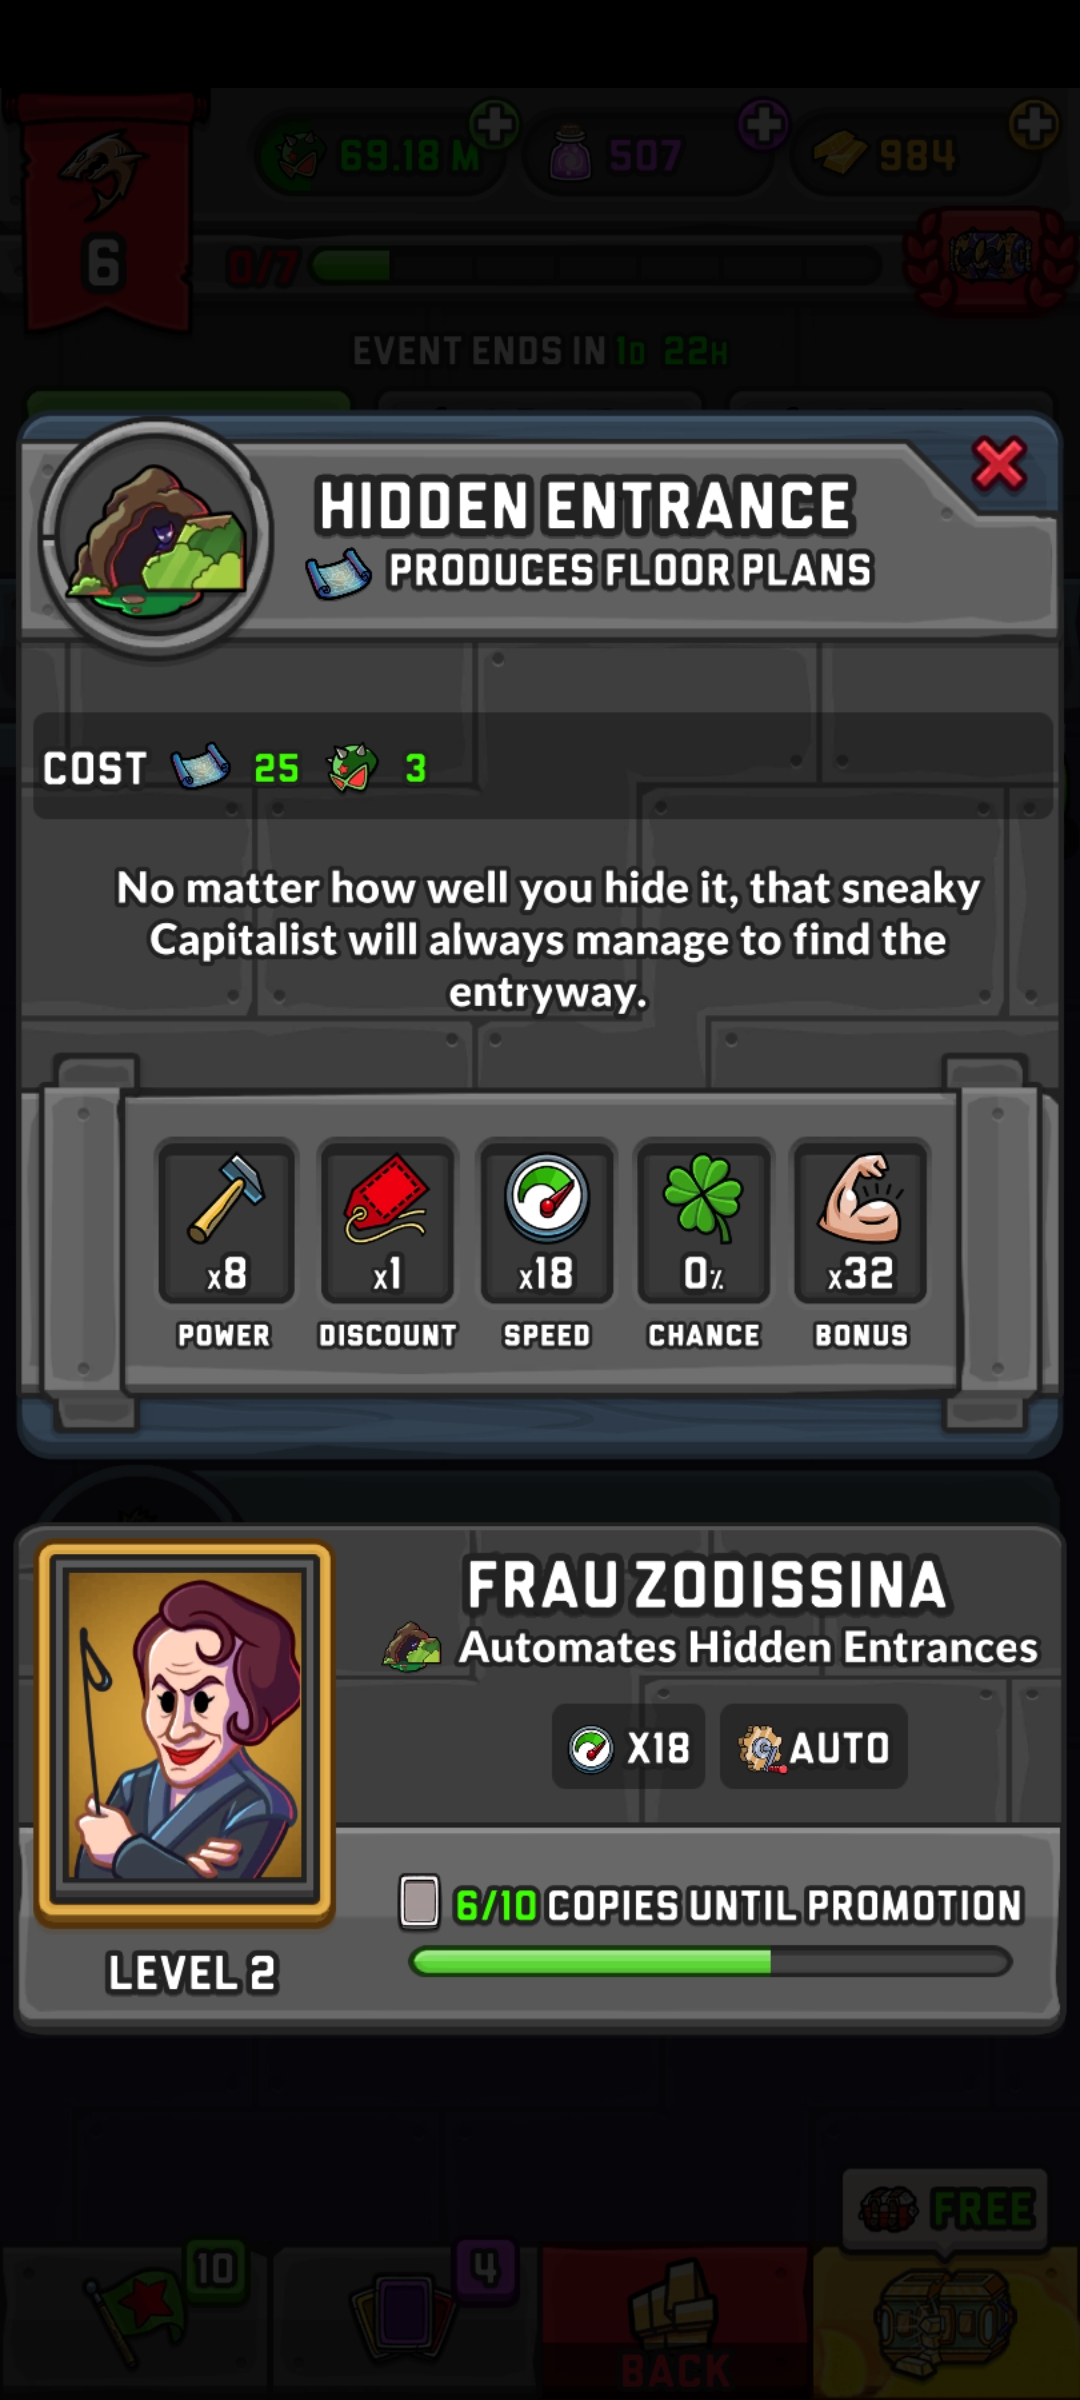 69.18 M
507
984
6
0/7
EVENT ENDS IN 1D 22H
HIDDEN ENTRANCE
PRODUCES FLOOR PLANS
COST 25 3
No matter how well you hide it, that sneaky
Capitalist will always manage to find the
entryway.
x8 x1 x18 0% x32
POWER DISCOUNT SPEED CHANCE BONUS
FRAU ZODISSINA
Automates Hidden Entrances
X18 AUTO
6/10 COPIES UNTIL PROMOTION
LEVEL 2
FREE
10
4
BACK